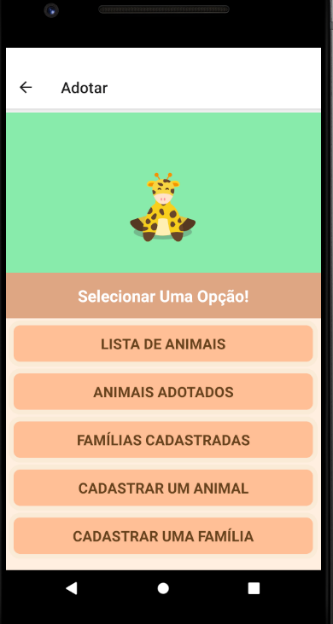 Adotar
Selecionar Uma Opção!
LISTA DE ANIMAIS
ANIMAIS ADOTADOS
FAMÍLIAS CADASTRADAS
CADASTRAR UM ANIMAL
CADASTRAR UMA FAMÍLIA